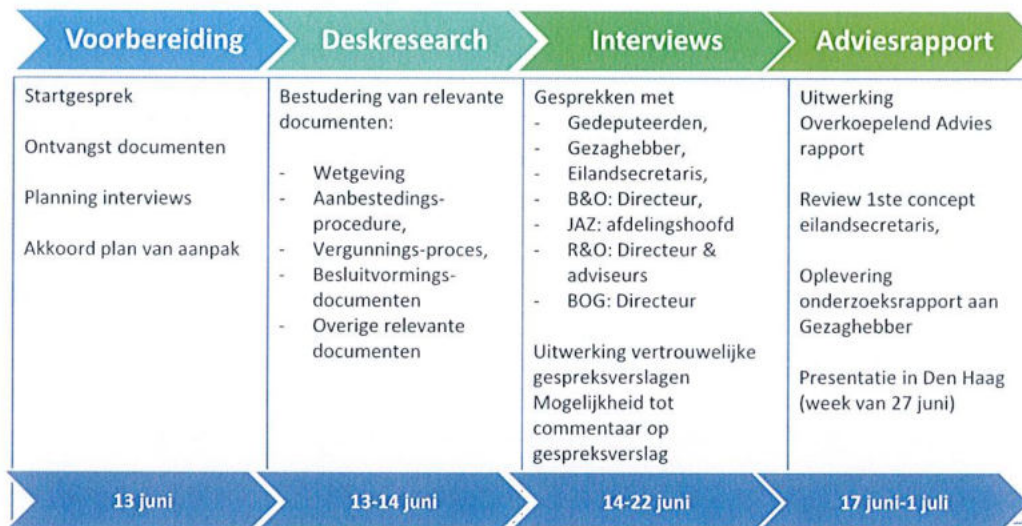 Voorbereiding
Startgesprek
Ontvangst documenten
Planning interviews
Akkoord plan van aanpak
13 juni
Deskresearch
Bestudering van relevante
documenten:
- Wetgeving
- Aanbestedings-
procedure,
- Vergunnings-proces,
- Besluitvormings-
documenten
- Overige relevante
documenten
13-14 juni
Interviews
Gesprekken met
- Gedeputeerden,
- Gezaghebber,
- Eilandsecretaris,
- B&O: Directeur,
- JAZ: afdelingshoofd
- R&O: Directeur &
adviseurs
- BOG: Directeur
Uitwerking vertrouwelijke
gespreksverslagen
Mogelijkheid tot
commentaar op
gespreksverslag
14-22 juni
Adviesrapport
Uitwerking
Overkoepelend Advies
rapport
Review 1ste concept
eilandsecretaris,
Oplevering
onderzoeksrapport aan
Gezaghebber
Presentatie in Den Haag
(week van 27 juni)
17 juni-1 juli